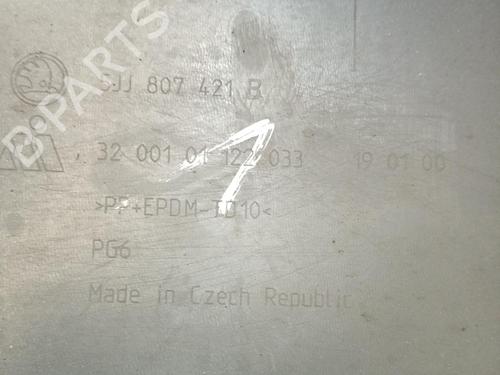 5JJ 807 421 B
32 001 01 122 033 19 01 00
>PP+EPDM-TD10<
PG6
Made in Czech Republic
1